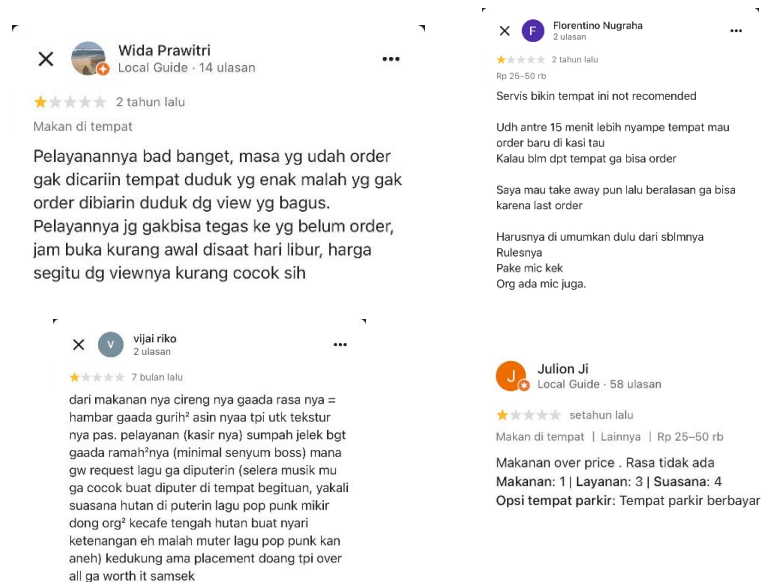 Wida Prawitri
Local Guide · 14 ulasan
2 tahun lalu
Makan di tempat
Pelayanannya bad banget, masa yg udah order
gak dicariin tempat duduk yg enak malah yg gak
order dibiarin duduk dg view yg bagus.
Pelayannya jg gakbisa tegas ke yg belum order,
jam buka kurang awal disaat hari libur, harga
segitu dg viewnya kurang cocok sih
F
Florentino Nugraha
2 ulasan
2 tahun lalu
Rp 25–50 rb
Servis bikin tempat ini not recomended
Udh antre 15 menit lebih nyampe tempat mau
order baru di kasi tau
Kalau blm dpt tempat ga bisa order
Saya mau take away pun lalu beralasan ga bisa
karena last order
Harusnya di umumkan dulu dari sblmnya
Rulesnya
Pake mic kek
Org ada mic juga.
V
vijai riko
2 ulasan
7 bulan lalu
dari makanan nya cireng nya gaada rasa nya =
hambar gaada gurih² asin nyaa tpi utk tekstur
nya pas. pelayanan (kasir nya) sumpah jelek bgt
gaada ramah²nya (minimal senyum boss) mana
gw request lagu ga diputerin (selera musik mu
ga cocok buat diputer di tempat begituan, yakali
suasana hutan di puterin lagu pop punk mikir
dong org² kecafe tengah hutan buat nyari
ketenangan eh malah muter lagu pop punk kan
aneh) kedukung ama placement doang tpi over
all ga worth it samsek
J
Julion Ji
Local Guide · 58 ulasan
setahun lalu
Makan di tempat | Lainnya | Rp 25–50 rb
Makanan over price . Rasa tidak ada
Makanan: 1 | Layanan: 3 | Suasana: 4
Opsi tempat parkir: Tempat parkir berbayar